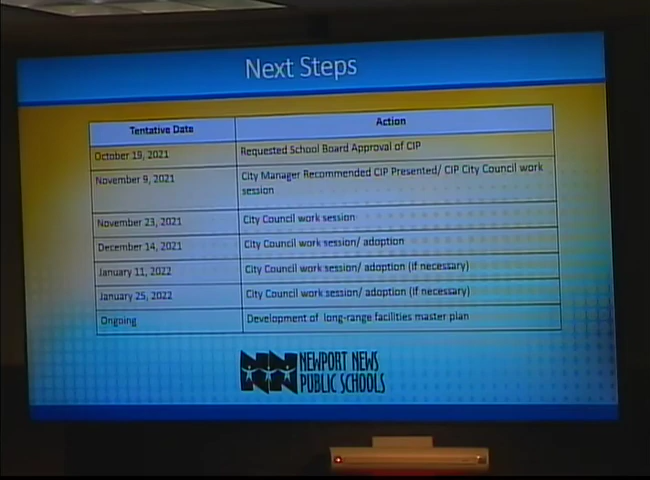 Next Steps
Tentative Date
Action
October 19, 2021
Requested School Board Approval of CIP
November 9, 2021
City Manager Recommended CIP Presented/ CIP City Council work
session
November 23, 2021
City Council work session
December 14, 2021
City Council work session/ adoption
January 11, 2022
City Council work session/ adoption (if necessary)
January 25, 2022
City Council work session/ adoption (if necessary)
Ongoing
Development of long-range facilities master plan
NN NEWPORT NEWS
PUBLIC SCHOOLS